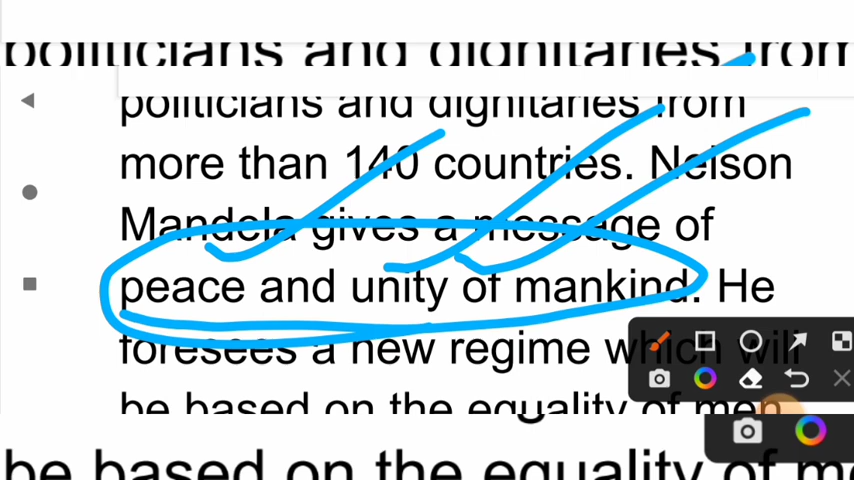 politicians and dignitaries from
politicians and dignitaries from
more than 140 countries. Nelson
Mandela gives a message of
peace and unity of mankind. He
foresees a new regime which will
be based on the equality of men
be based on the equality of me